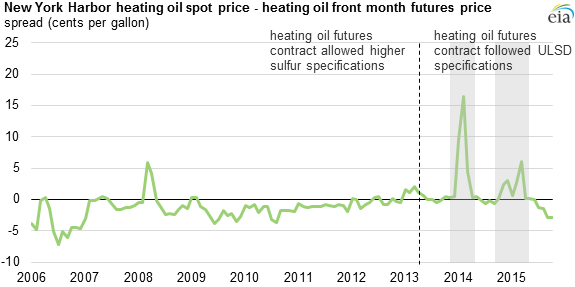 New York Harbor heating oil spot price - heating oil front month futures price
spread (cents per gallon)
eia
heating oil futures
contract allowed higher
sulfur specifications
heating oil futures
contract followed ULSD
specifications
25
20
15
10
5
0
-5
-10
2006 2007 2008 2009 2010 2011 2012 2013 2014 2015